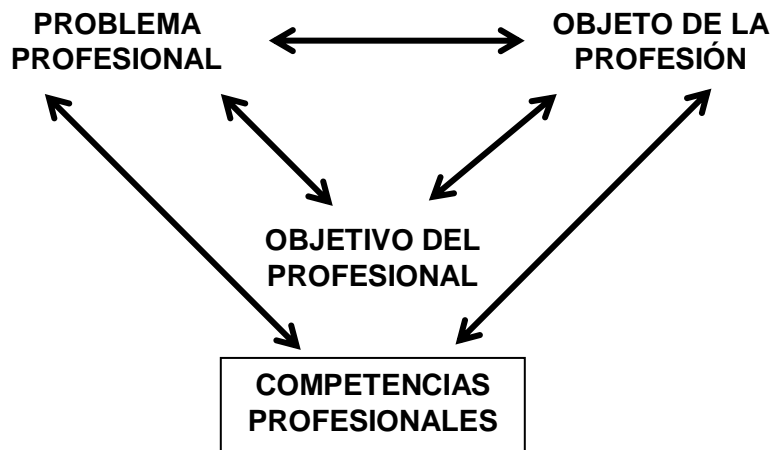 PROBLEMA
PROFESIONAL
OBJETO DE LA
PROFESIÓN
OBJETIVO DEL
PROFESIONAL
COMPETENCIAS
PROFESIONALES